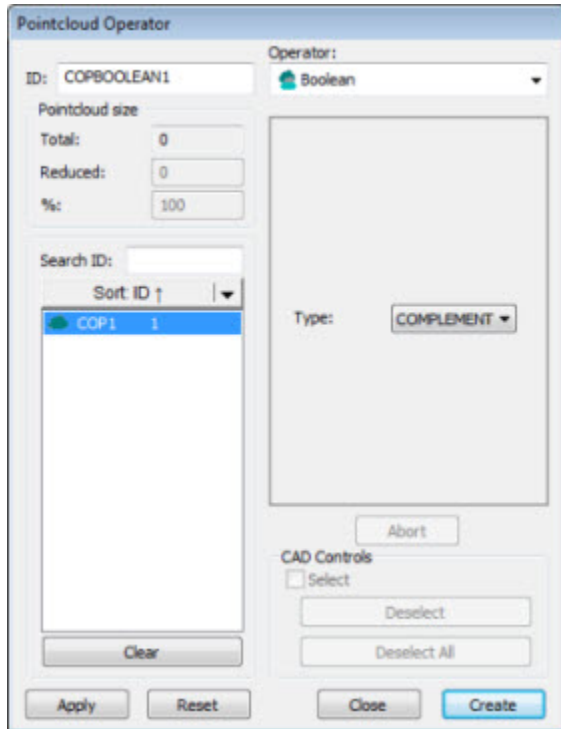 Pointcloud Operator
ID: COPBOOLEAN1
Operator:
Boolean
Pointcloud size
Total: 0
Reduced: 0
%: 100
Search ID:
Sort: ID ↑
COP1 1
Clear
Type: COMPLEMENT
Abort
CAD Controls
Select
Deselect
Deselect All
Apply Reset Close Create